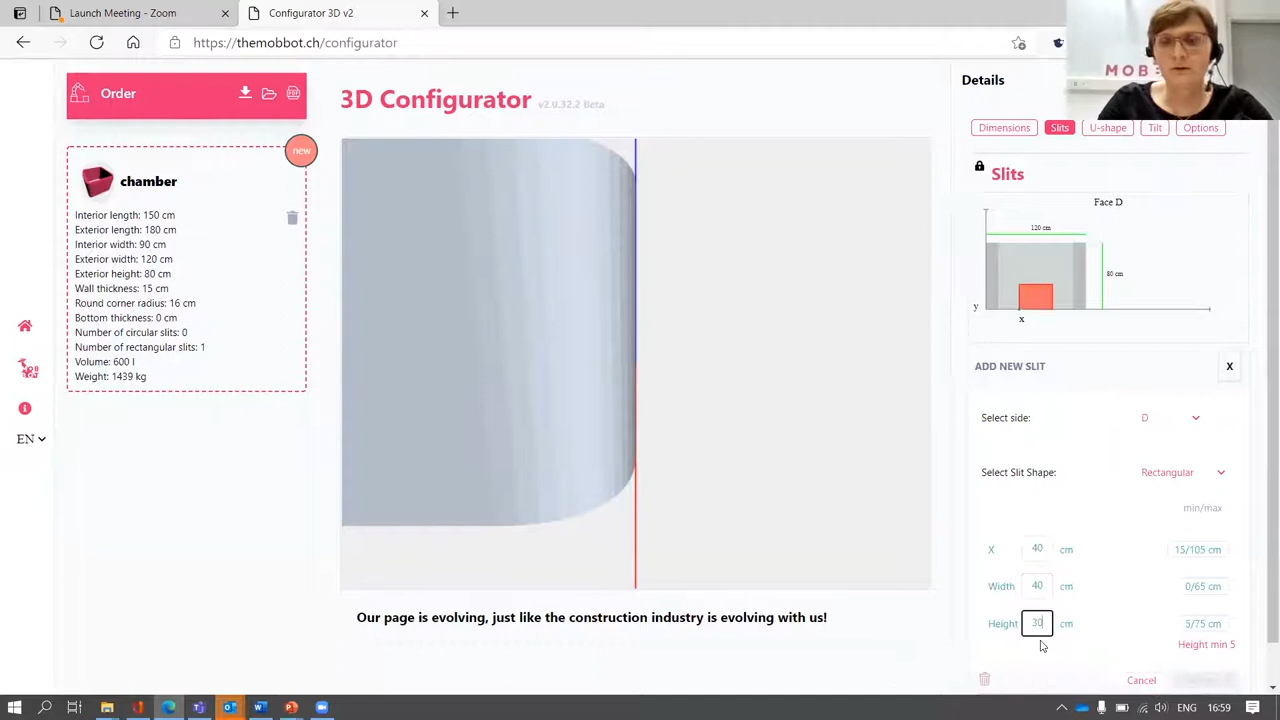 Launch Meeting - Zoom
Configurator 3D v2
https://themobbot.ch/configurator
Order
PDF
new
chamber
Interior length: 150 cm
Exterior length: 180 cm
Interior width: 90 cm
Exterior width: 120 cm
Exterior height: 80 cm
Wall thickness: 15 cm
Round corner radius: 16 cm
Bottom thickness: 0 cm
Number of circular slits: 0
Number of rectangular slits: 1
Volume: 600 l
Weight: 1439 kg
EN
3D Configurator v2.0.32.2 Beta
Our page is evolving, just like the construction industry is evolving with us!
MOB
Details
Dimensions Slits U-shape Tilt Options
Slits
Face D
120 cm
80 cm
y
x
ADD NEW SLIT
X
Select side: D
Select Slit Shape: Rectangular
min/max
X 40 cm 15/105 cm
Width 40 cm 0/65 cm
Height 30 cm 5/75 cm
Height min 5
Cancel
ENG 16:59